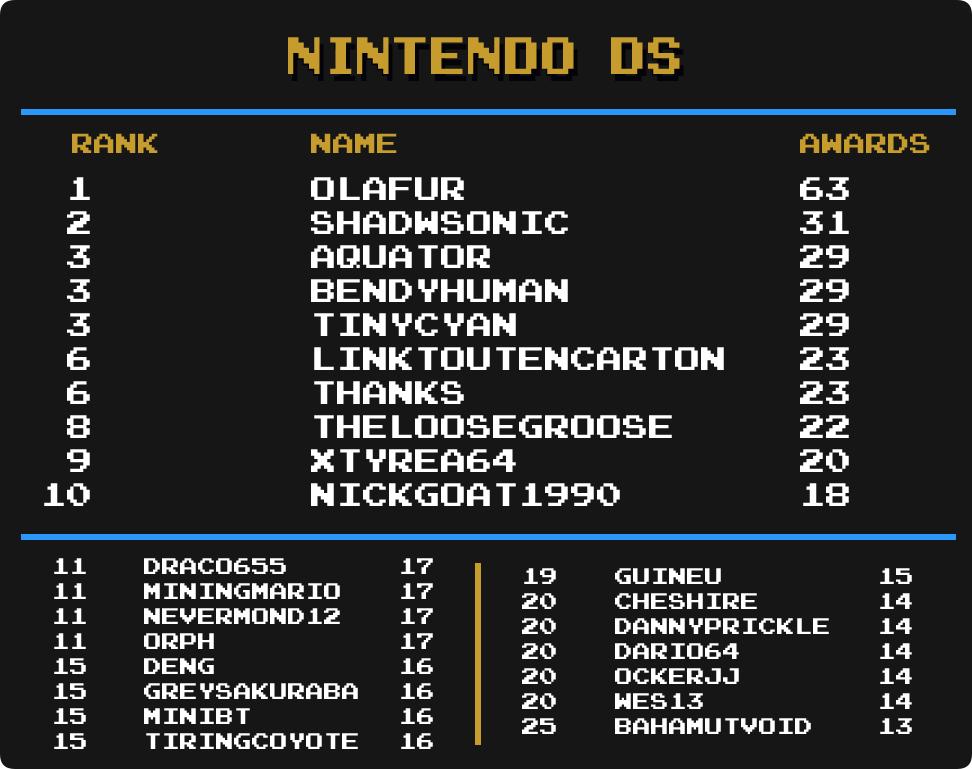 NINTENDO DS
RANK NAME AWARDS
1 OLAFUR 63
2 SHADWSONIC 31
3 AQUATOR 29
3 BENDYHUMAN 29
3 TINYCYAN 29
6 LINKTOUTENCARTON 23
6 THANKS 23
8 THELOOSEGROOSE 22
9 XTYREA64 20
10 NICKGOAT1990 18
11 DRACO655 17
11 MININGMARIO 17
11 NEVERMOND12 17
11 ORPH 17
15 DENG 16
15 GREYSAKURABA 16
15 MINIBT 16
15 TIRINGCOYOTE 16
19 GUINEU 15
20 CHESHIRE 14
20 DANNYPRICKLE 14
20 DARIO64 14
20 OCKERJJ 14
20 WES13 14
25 BAHAMUTVOID 13